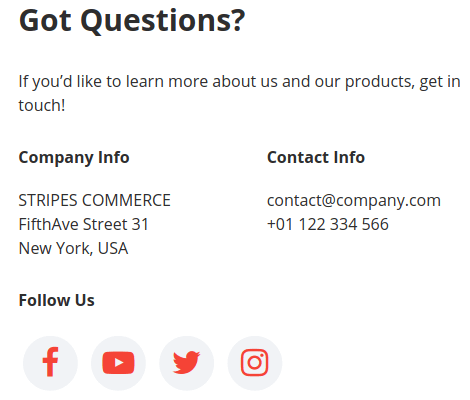 Got Questions?
If you’d like to learn more about us and our products, get in
touch!
Company Info
STRIPES COMMERCE
FifthAve Street 31
New York, USA
Contact Info
contact@company.com
+01 122 334 566
Follow Us